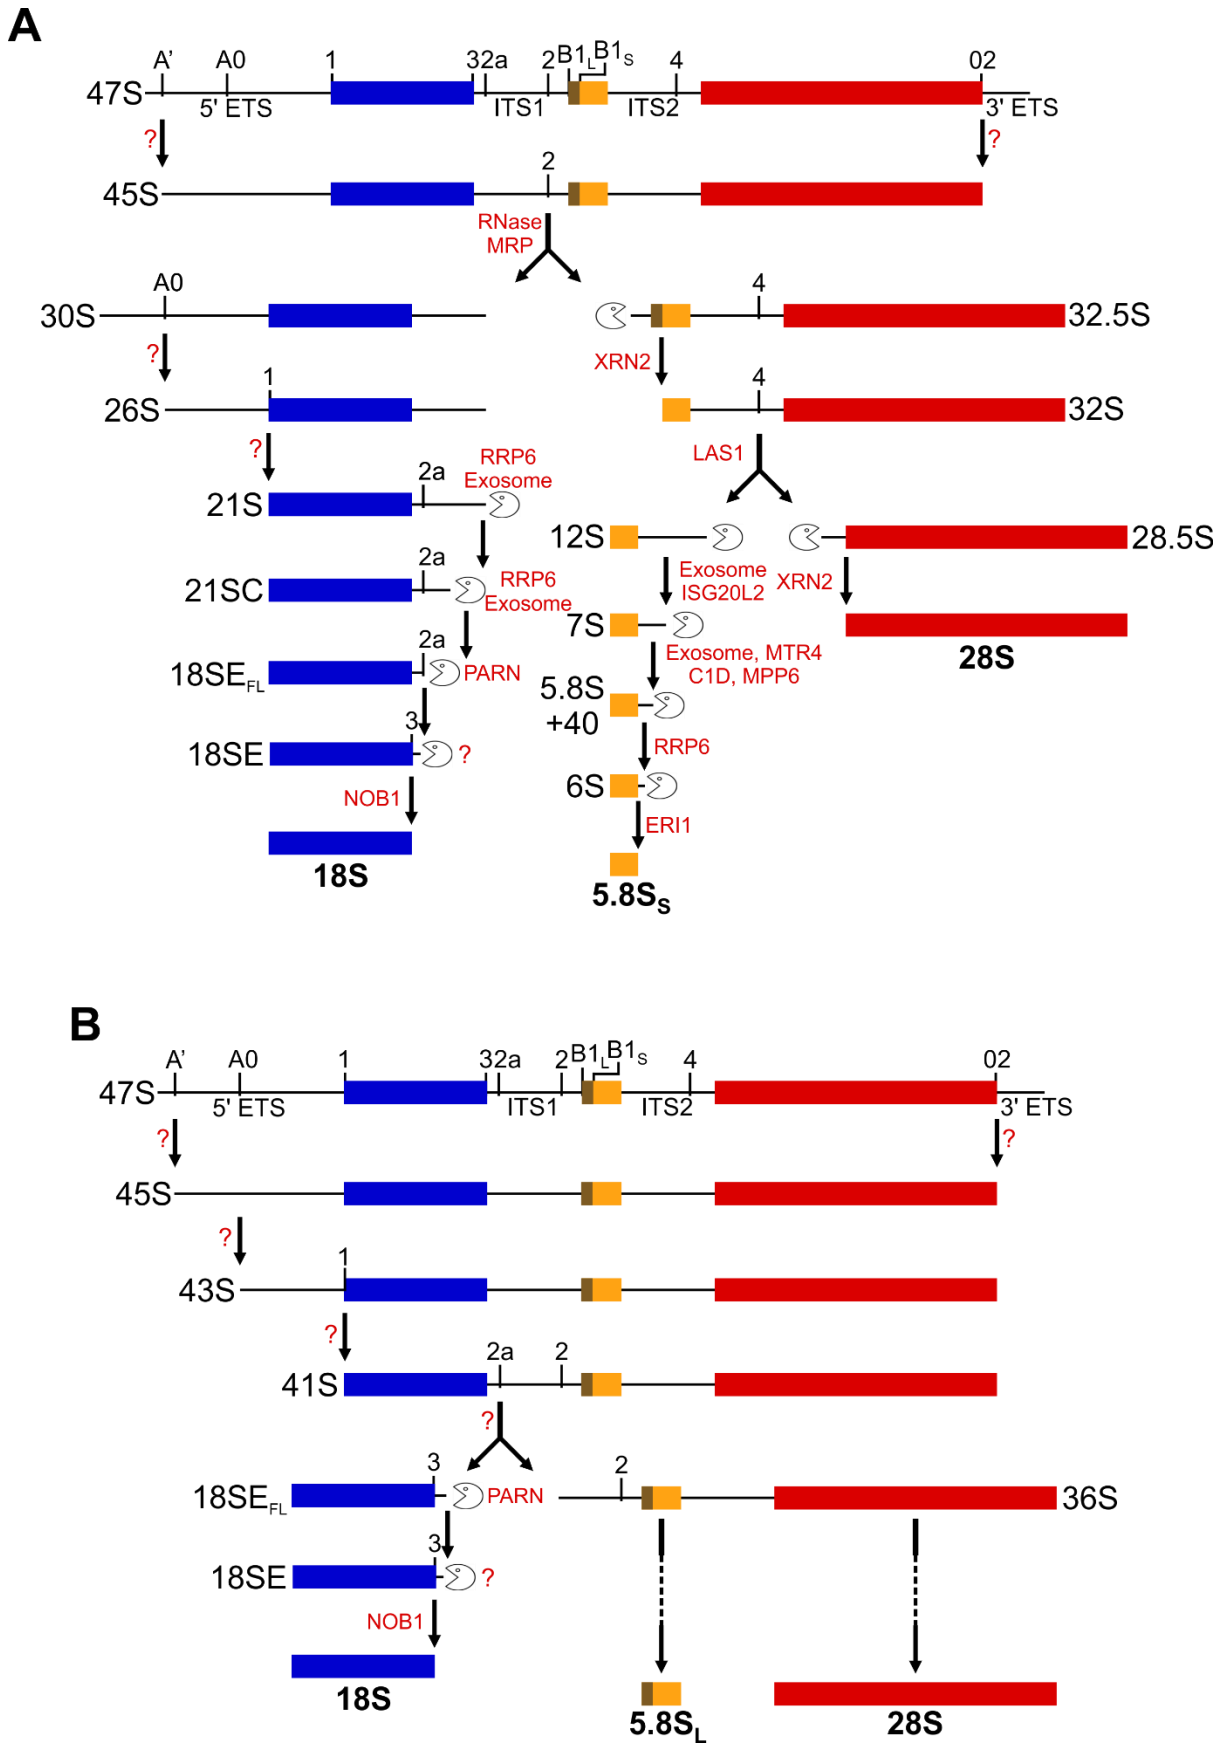 A
A' A0 1 32a 2 B1L B1S 4 02
47S 5' ETS ITS1 ITS2 3' ETS
? ?
2
45S
RNase
MRP
A0 4
30S 32.5S
? XRN2
1 4
26S 32S
? LAS1
2a RRP6
Exosome
21S 12S 28.5S
2a Exosome XRN2
ISG20L2
21SC RRP6
Exosome
7S
28S
2a Exosome, MTR4
C1D, MPP6
18SEFL PARN
5.8S
+40
3
18SE ? RRP6
6S
NOB1 ERI1
18S 5.8SS
B
A' A0 1 32a 2 B1L B1S 4 02
47S 5' ETS ITS1 ITS2 3' ETS
? ?
45S
?
1
43S
?
2a 2
41S
?
3 2
18SEFL PARN 36S
3
18SE ?
NOB1
18S 5.8SL 28S